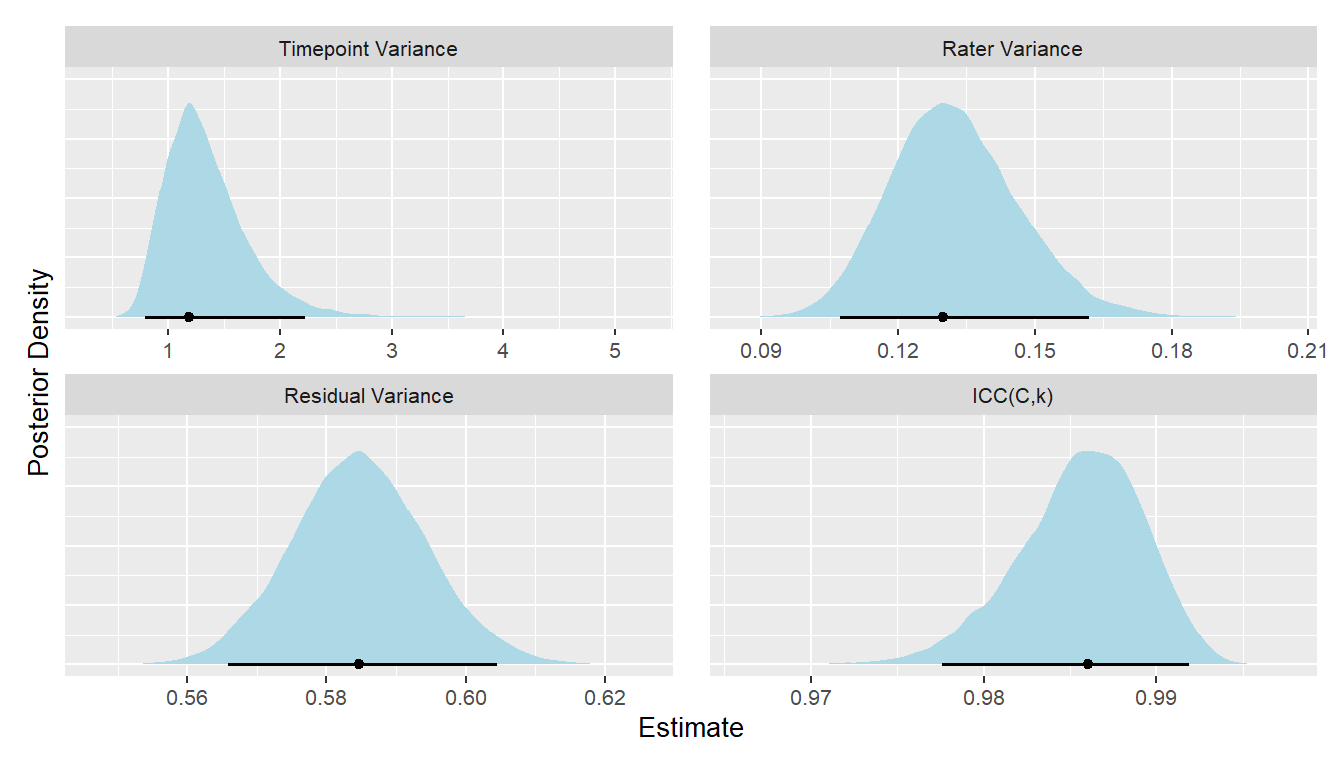 Timepoint Variance
Rater Variance
1 2 3 4 5
0.09 0.12 0.15 0.18 0.21
Posterior Density
Residual Variance
ICC(C,k)
0.56 0.58 0.60 0.62
0.97 0.98 0.99
Estimate